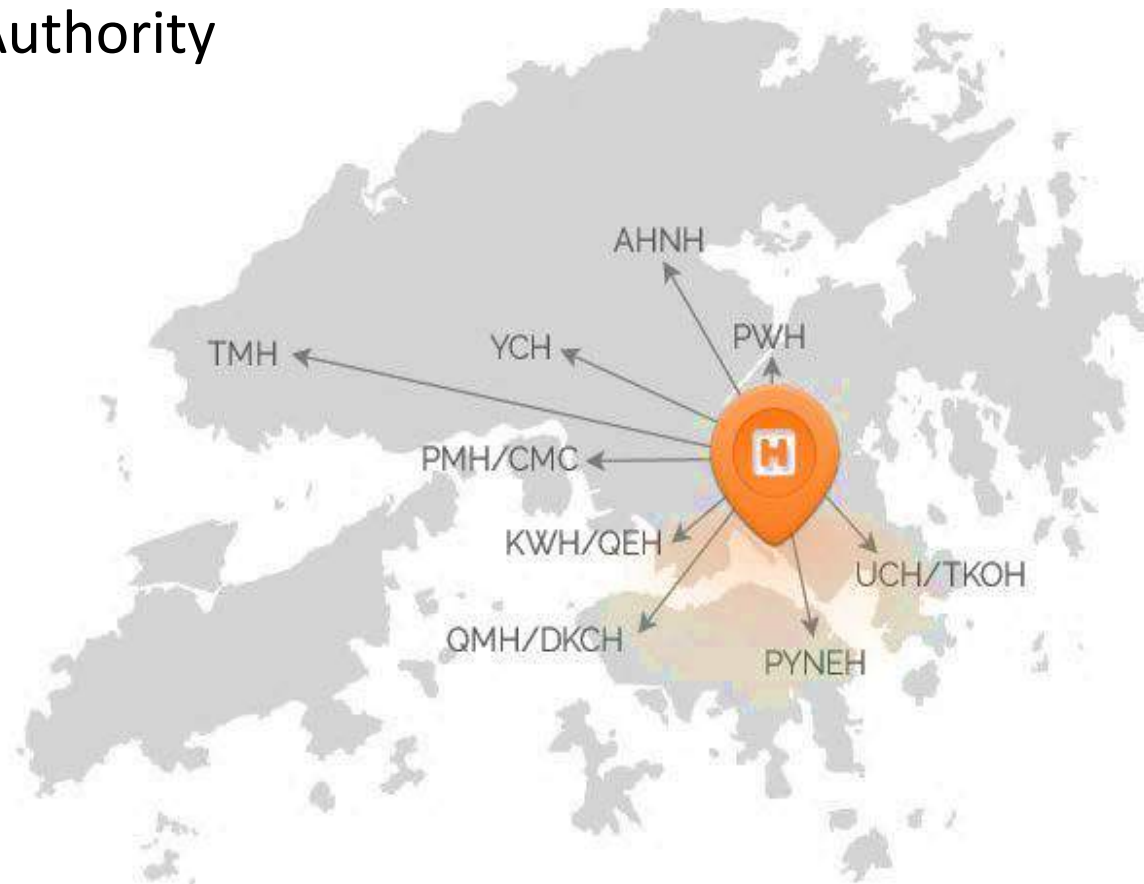 Authority
AHNH
PWH
YCH
TMH
PMH/CMC
KWH/QEH
UCH/TKOH
QMH/DKCH
PYNEH
H